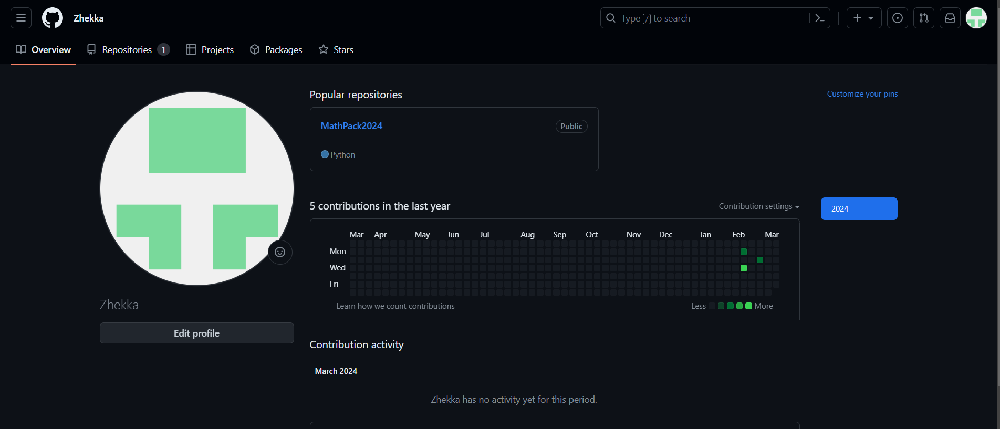 Zhekka
Type / to search
Overview
Repositories 1
Projects
Packages
Stars
Popular repositories
Customize your pins
MathPack2024
Public
Python
5 contributions in the last year
Contribution settings
2024
Mar Apr May Jun Jul Aug Sep Oct Nov Dec Jan Feb Mar
Mon
Wed
Fri
Learn how we count contributions
Less
More
Zhekka
Edit profile
Contribution activity
March 2024
Zhekka has no activity yet for this period.